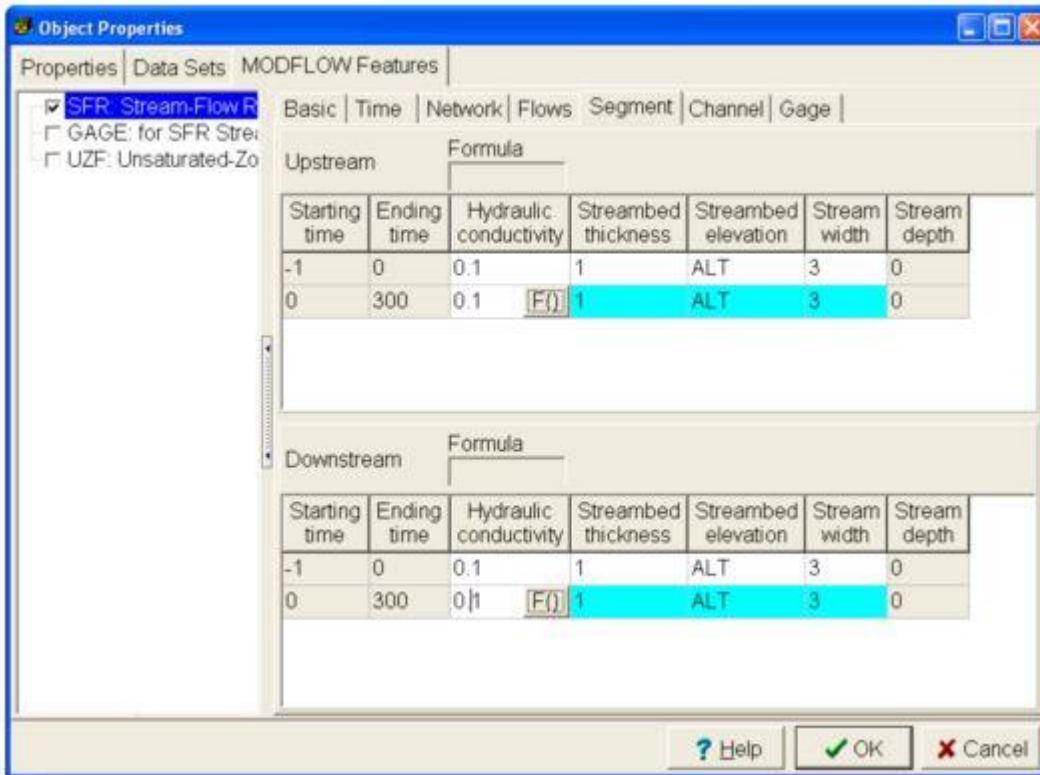 Object Properties
Properties Data Sets MODFLOW Features
SFR: Stream-Flow R
GAGE: for SFR Strea
UZF: Unsaturated-Zo
Basic Time Network Flows Segment Channel Gage
Upstream Formula
Starting time Ending time Hydraulic conductivity Streambed thickness Streambed elevation Stream width Stream depth
-1 0 0.1 1 ALT 3 0
0 300 0.1 F() 1 ALT 3 0
Downstream Formula
Starting time Ending time Hydraulic conductivity Streambed thickness Streambed elevation Stream width Stream depth
-1 0 0.1 1 ALT 3 0
0 300 0.1 F() 1 ALT 3 0
? Help OK Cancel